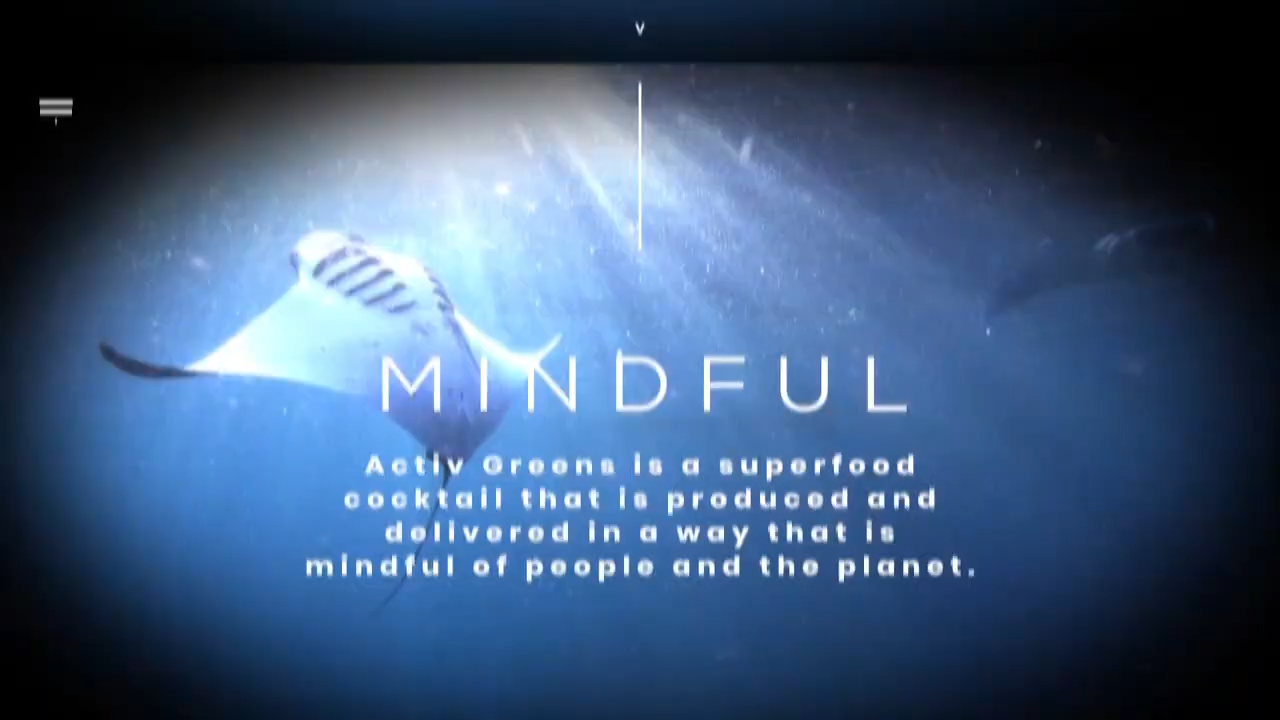 MINDFUL
Activ Greens is a superfood
cocktail that is produced and
delivered in a way that is
mindful of people and the planet.